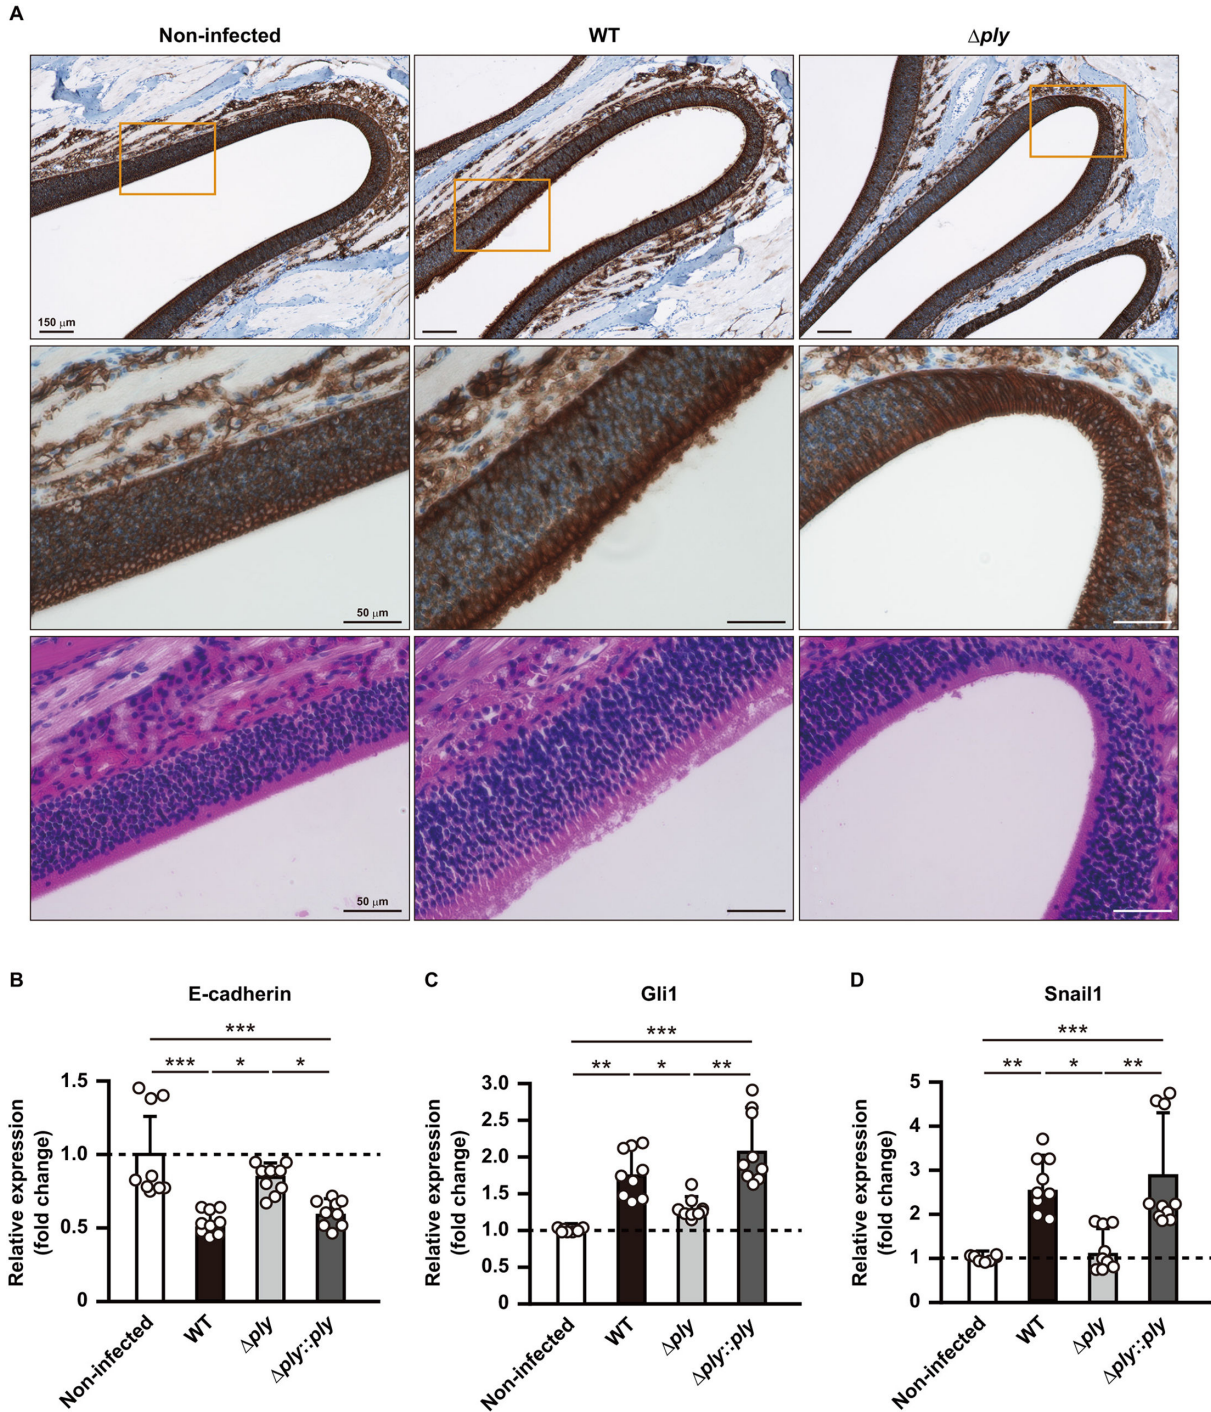 A
Non-infected
WT
Δply
150 μm
50 μm
50 μm
B
E-cadherin
***
***
*
*
Relative expression
(fold change)
1.5
1.0
0.5
0
Non-infected
WT
Δply
Δply::ply
C
Gli1
***
**
*
**
Relative expression
(fold change)
3.0
2.5
2.0
1.5
1.0
0.5
0
Non-infected
WT
Δply
Δply::ply
D
Snail1
***
**
*
**
Relative expression
(fold change)
5
4
3
2
1
0
Non-infected
WT
Δply
Δply::ply